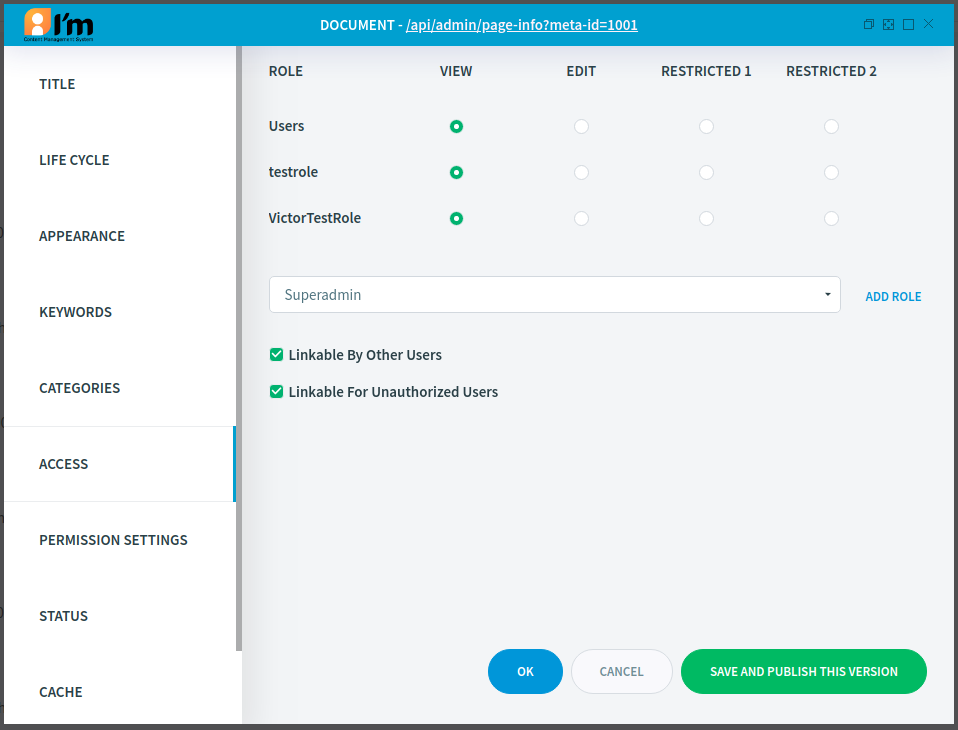 I'm
Content Management System
DOCUMENT - /api/admin/page-info?meta-id=1001
TITLE
LIFE CYCLE
APPEARANCE
KEYWORDS
CATEGORIES
ACCESS
PERMISSION SETTINGS
STATUS
CACHE
ROLE VIEW EDIT RESTRICTED 1 RESTRICTED 2
Users
testrole
VictorTestRole
Superadmin ADD ROLE
Linkable By Other Users
Linkable For Unauthorized Users
OK CANCEL SAVE AND PUBLISH THIS VERSION